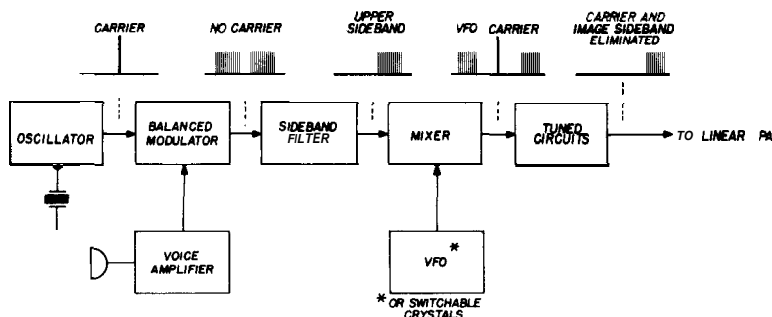 CARRIER
NO CARRIER
UPPER
SIDEBAND
VFO CARRIER
CARRIER AND
IMAGE SIDEBAND
ELIMINATED
OSCILLATOR
BALANCED
MODULATOR
SIDEBAND
FILTER
MIXER
TUNED
CIRCUITS
TO LINEAR PA
VOICE
AMPLIFIER
VFO *
* OR SWITCHABLE
CRYSTALS